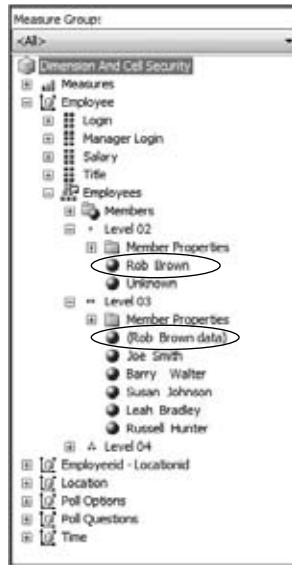 Measure Group:
<All>
Dimension And Cell Security
Measures
Employee
Login
Manager Login
Salary
Title
Employees
Members
Level 02
Member Properties
Rob Brown
Unknown
Level 03
Member Properties
(Rob Brown data)
Joe Smith
Barry Walter
Susan Johnson
Leah Bradley
Russell Hunter
Level 04
Employeeid - Locationid
Location
Poll Options
Poll Questions
Time